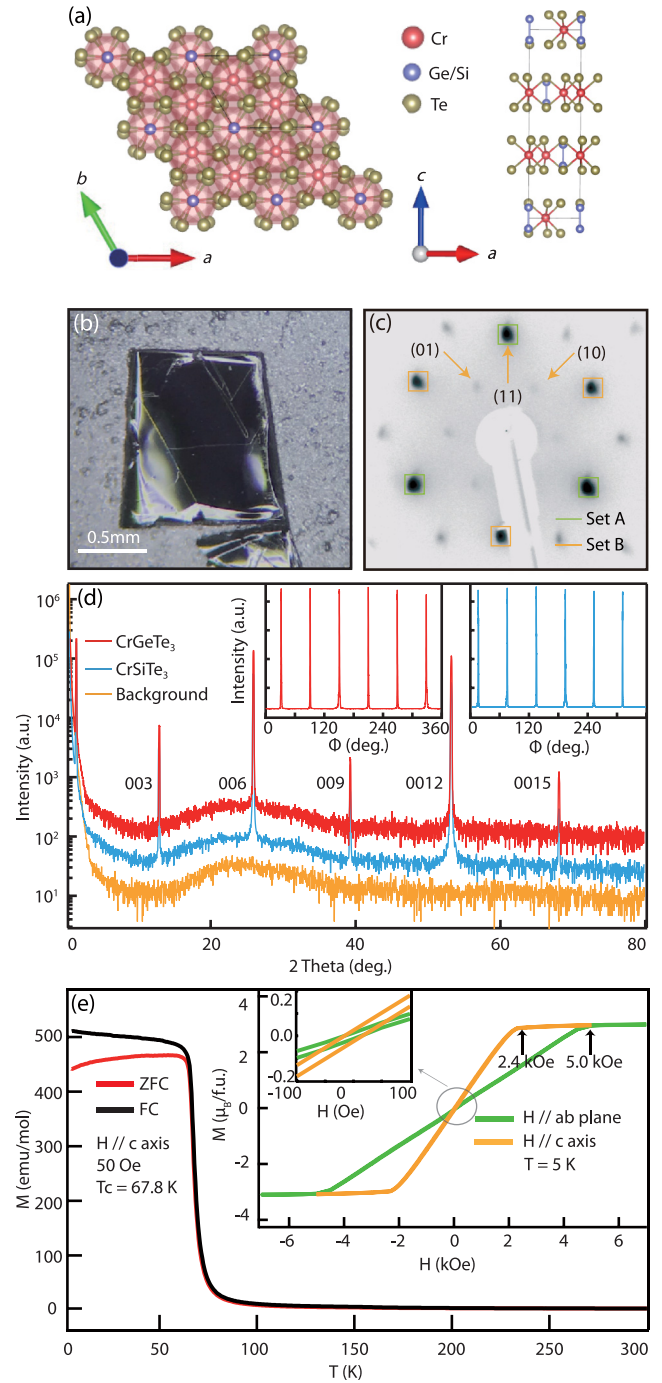 (a)
Cr
Ge/Si
Te
b
a
c
a
(b)
0.5mm
(c)
(01)
(10)
(11)
Set A
Set B
(d)
CrGeTe₃
CrSiTe₃
Background
Intensity (a.u.)
10⁶
10⁵
10⁴
10³
10²
10¹
003
006
009
0012
0015
0
20
40
60
80
2 Theta (deg.)
Intensity (a.u.)
0
120
240
360
Φ (deg.)
0
120
240
Φ (deg.)
(e)
M (emu/mol)
500
400
300
200
100
0
ZFC
FC
H // c axis
50 Oe
Tc = 67.8 K
0
50
100
150
200
250
300
T (K)
M (μB/f.u.)
4
2
0
-2
-4
-6
-4
-2
0
2
4
6
H (kOe)
2.4 kOe
5.0 kOe
H // ab plane
H // c axis
T = 5 K
0.2
0.0
-0.2
-100
0
100
H (Oe)